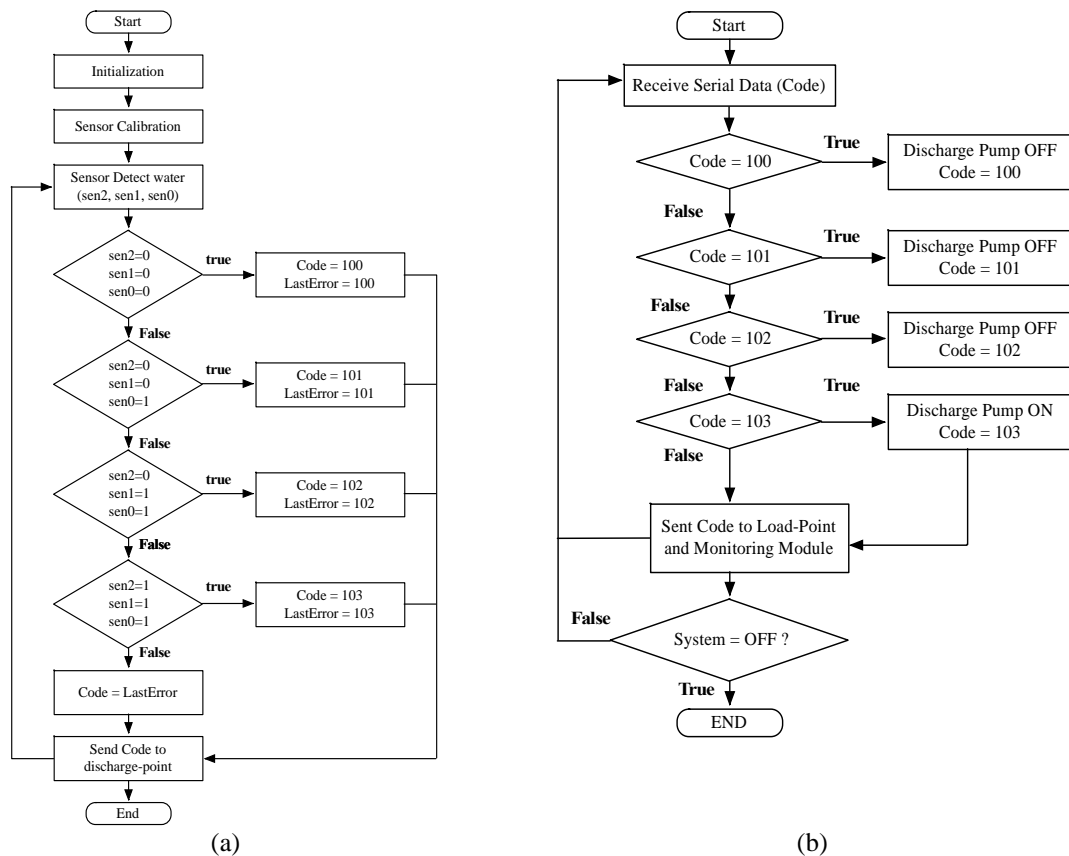 Start
Initialization
Sensor Calibration
Sensor Detect water
(sen2, sen1, sen0)
sen2=0
sen1=0
sen0=0
true
Code = 100
LastError = 100
False
sen2=0
sen1=0
sen0=1
true
Code = 101
LastError = 101
False
sen2=0
sen1=1
sen0=1
true
Code = 102
LastError = 102
False
sen2=1
sen1=1
sen0=1
true
Code = 103
LastError = 103
False
Code = LastError
Send Code to
discharge-point
End
(a)
Start
Receive Serial Data (Code)
Code = 100
True
Discharge Pump OFF
Code = 100
False
Code = 101
True
Discharge Pump OFF
Code = 101
False
Code = 102
True
Discharge Pump OFF
Code = 102
False
Code = 103
True
Discharge Pump ON
Code = 103
False
Sent Code to Load-Point
and Monitoring Module
False
System = OFF ?
True
END
(b)